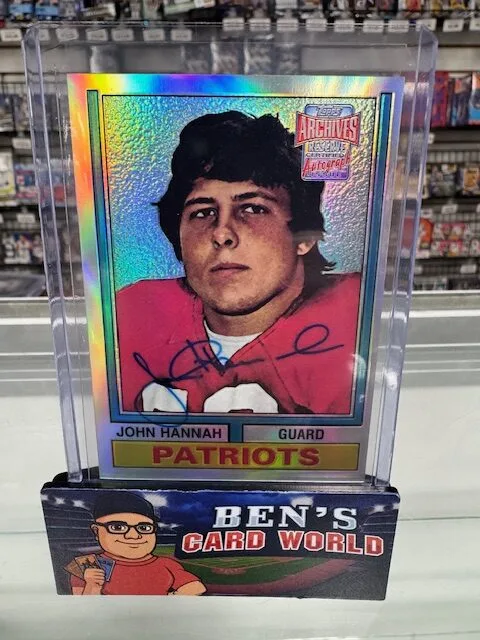 ARCHIVES
RESERVE
CERTIFIED
Autograph
JOHN HANNAH GUARD
PATRIOTS
BEN'S
CARD WORLD